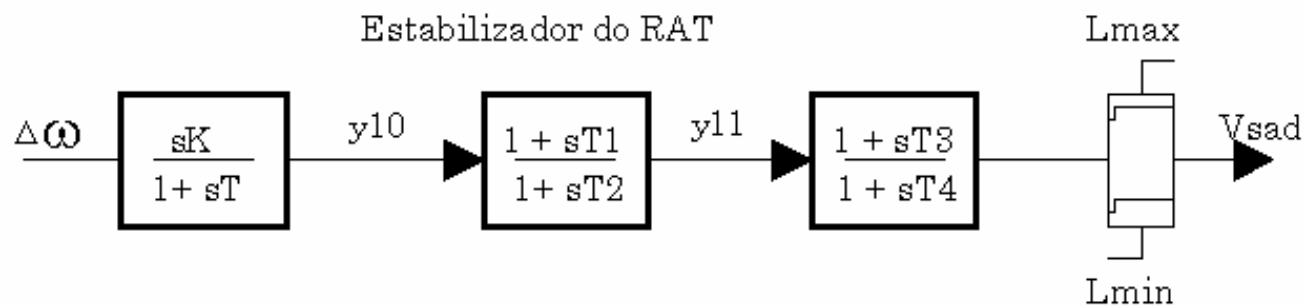 Estabilizador do RAT
Lmax
Δω
sK
1+ sT
y10
1 + sT1
1 + sT2
y11
1 + sT3
1 + sT4
Vsad
Lmin